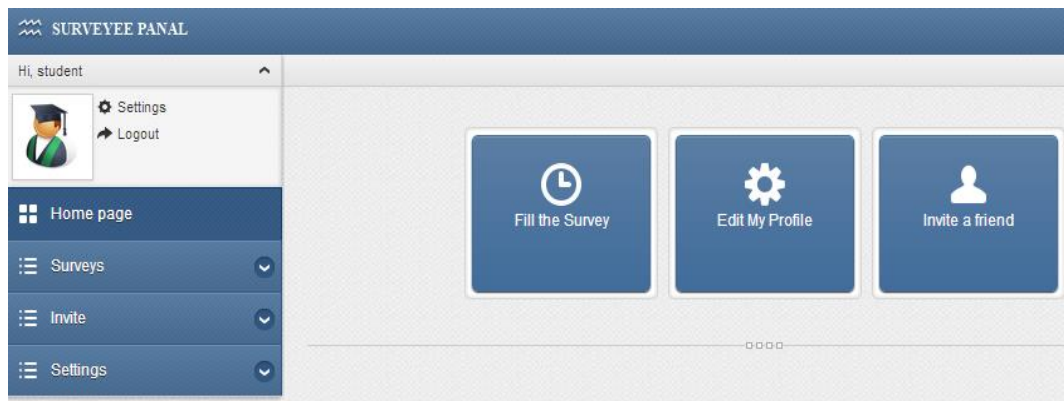 SURVEYEE PANAL
Hi, student
Settings
Logout
Home page
Surveys
Invite
Settings
Fill the Survey
Edit My Profile
Invite a friend